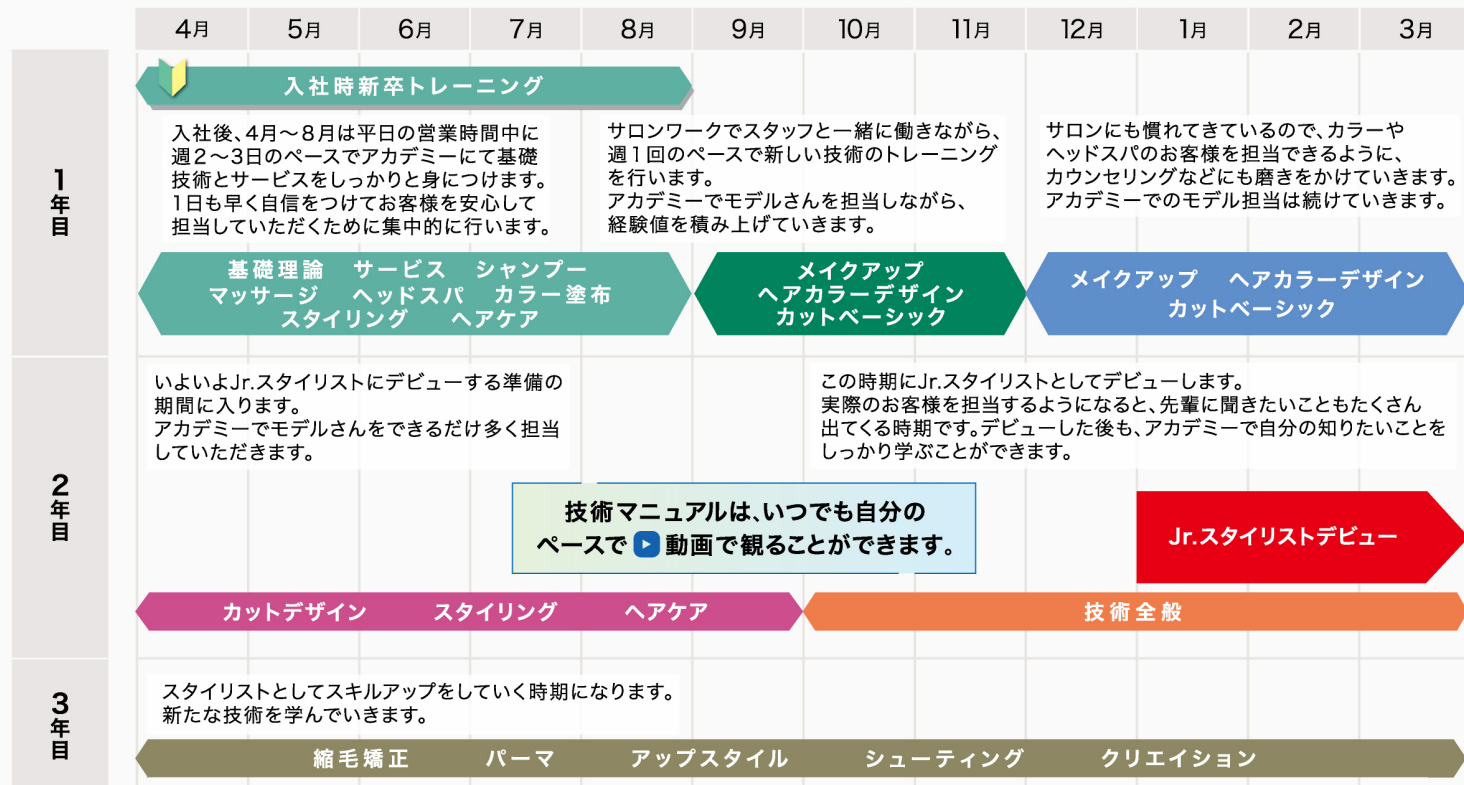 4月 5月 6月 7月 8月 9月 10月 11月 12月 1月 2月 3月
1年目
入社時新卒トレーニング
入社後、4月～8月は平日の営業時間中に
週2～3日のペースでアカデミーにて基礎
技術とサービスをしっかりと身につけます。
1日も早く自信をつけてお客様を安心して
担当していただくために集中的に行います。
サロンワークでスタッフと一緒に働きながら、
週1回のペースで新しい技術のトレーニング
を行います。
アカデミーでモデルさんを担当しながら、
経験値を積み上げていきます。
サロンにも慣れてきているので、カラーや
ヘッドスパのお客様を担当できるように、
カウンセリングなどにも磨きをかけていきます。
アカデミーでのモデル担当は続けていきます。
基礎理論 サービス シャンプー
マッサージ ヘッドスパ カラー塗布
スタイリング ヘアケア
メイクアップ
ヘアカラーデザイン
カットベーシック
メイクアップ ヘアカラーデザイン
カットベーシック
2年目
いよいよJr.スタイリストにデビューする準備の
期間に入ります。
アカデミーでモデルさんをできるだけ多く担当
していただきます。
この時期にJr.スタイリストとしてデビューします。
実際のお客様を担当するようになると、先輩に聞きたいこともたくさん
出てくる時期です。デビューした後も、アカデミーで自分の知りたいことを
しっかり学ぶことができます。
技術マニュアルは、いつでも自分の
ペースで 動画で観ることができます。
Jr.スタイリストデビュー
カットデザイン スタイリング ヘアケア
技術全般
3年目
スタイリストとしてスキルアップをしていく時期になります。
新たな技術を学んでいきます。
縮毛矯正 パーマ アップスタイル シューティング クリエイション